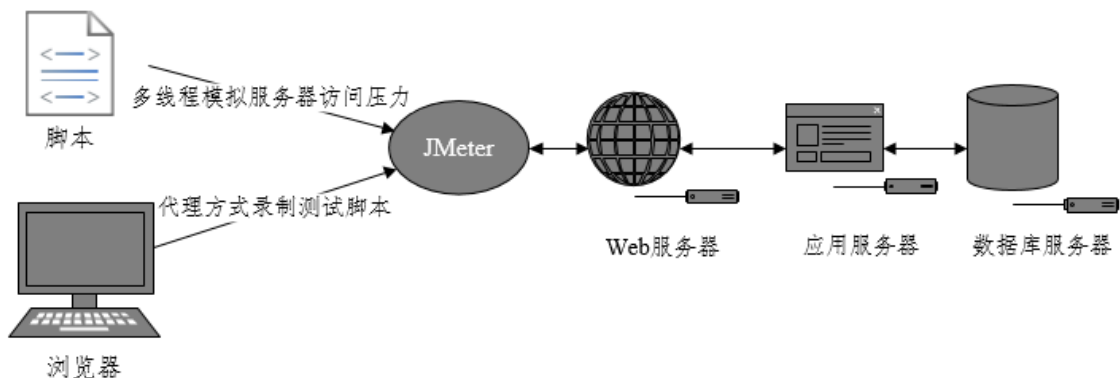 多线程模拟服务器访问压力
脚本
JMeter
代理方式录制测试脚本
Web服务器
应用服务器
数据库服务器
浏览器